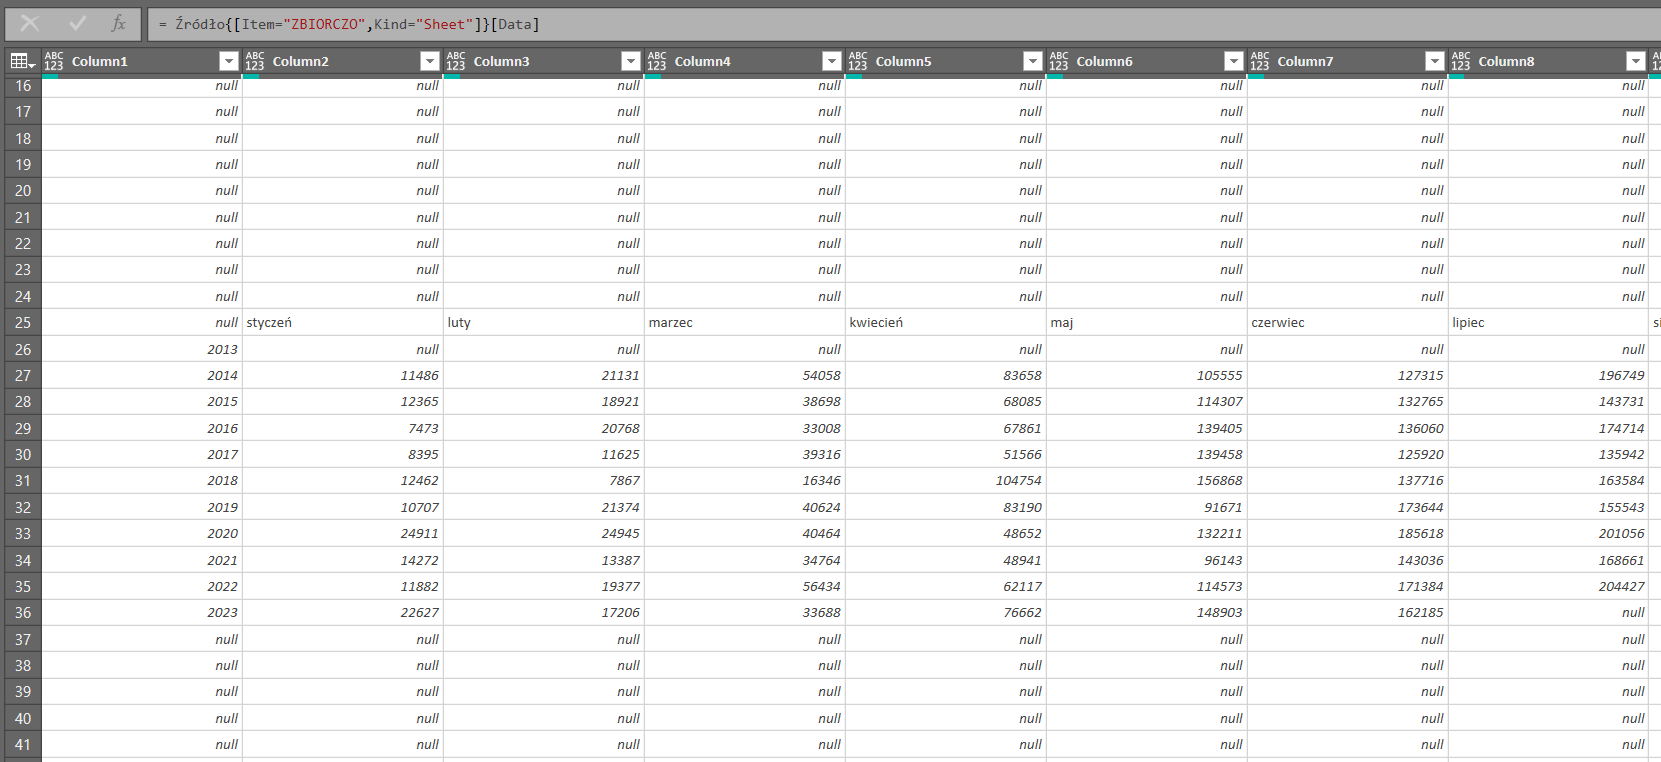 fx = Źródło{[Item="ZBIORCZO",Kind="Sheet"]}[Data]
ABC 123 Column1 ABC 123 Column2 ABC 123 Column3 ABC 123 Column4 ABC 123 Column5 ABC 123 Column6 ABC 123 Column7 ABC 123 Column8
16 null null null null null null null null
17 null null null null null null null null
18 null null null null null null null null
19 null null null null null null null null
20 null null null null null null null null
21 null null null null null null null null
22 null null null null null null null null
23 null null null null null null null null
24 null null null null null null null null
25 null styczeń luty marzec kwiecień maj czerwiec lipiec
26 2013 null null null null null null null
27 2014 11486 21131 54058 83658 105555 127315 196749
28 2015 12365 18921 38698 68085 114307 132765 143731
29 2016 7473 20768 33008 67861 139405 136060 174714
30 2017 8395 11625 39316 51566 139458 125920 135942
31 2018 12462 7867 16346 104754 156868 137716 163584
32 2019 10707 21374 40624 83190 91671 173644 155543
33 2020 24911 24945 40464 48652 132211 185618 201056
34 2021 14272 13387 34764 48941 96143 143036 168661
35 2022 11882 19377 56434 62117 114573 171384 204427
36 2023 22627 17206 33688 76662 148903 162185 null
37 null null null null null null null null
38 null null null null null null null null
39 null null null null null null null null
40 null null null null null null null null
41 null null null null null null null null